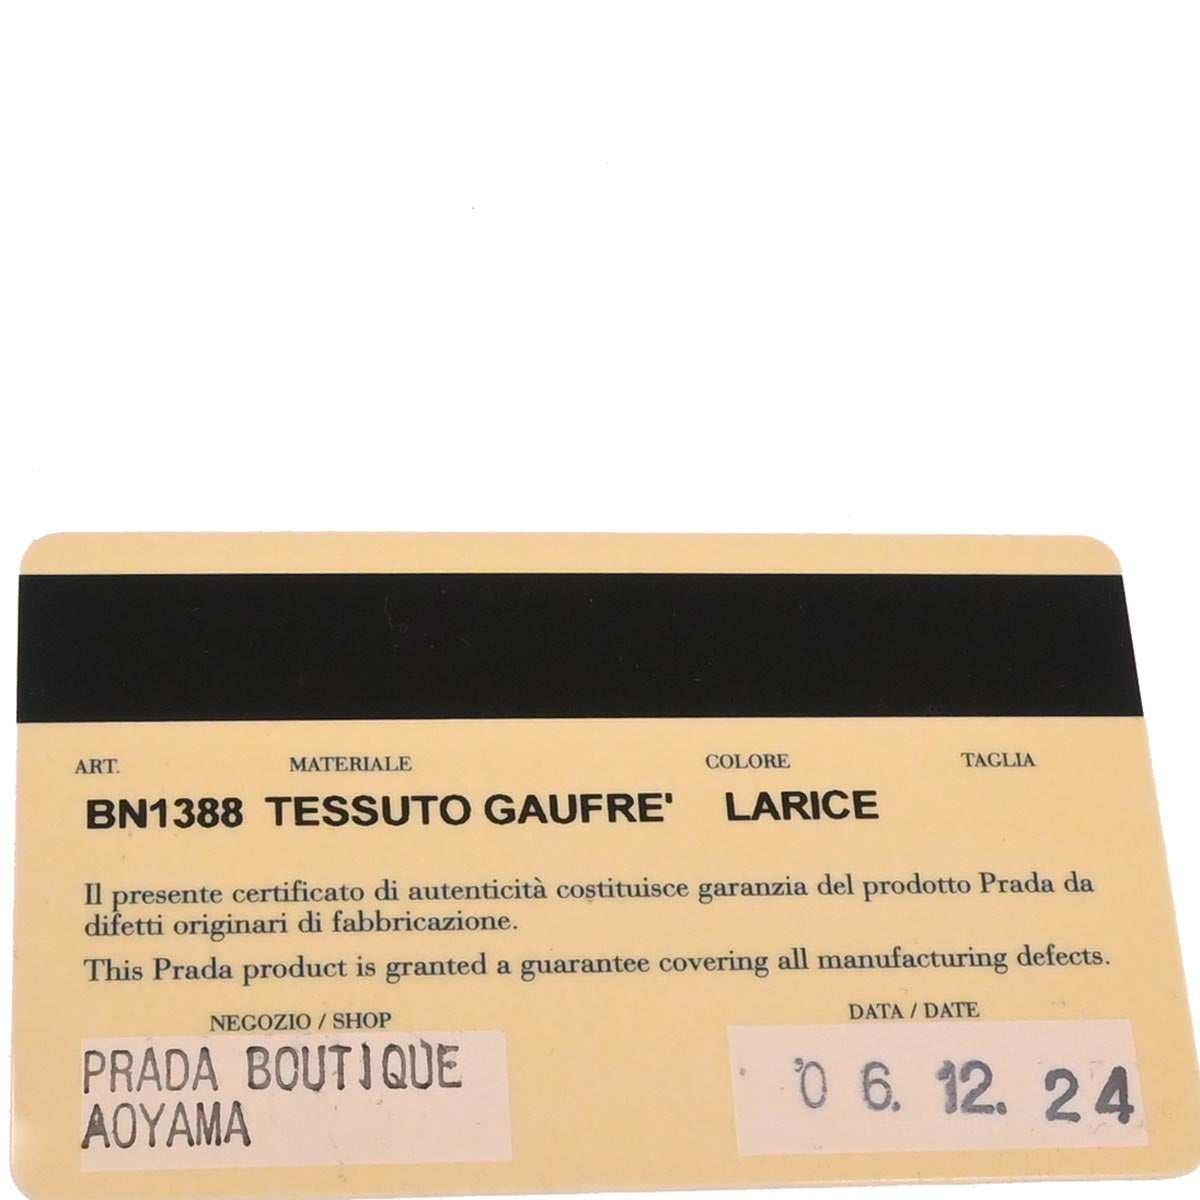 ART. MATERIALE COLORE TAGLIA
BN1388 TESSUTO GAUFRE' LARICE
Il presente certificato di autenticità costituisce garanzia del prodotto Prada da
difetti originari di fabbricazione.
This Prada product is granted a guarantee covering all manufacturing defects.
NEGOZIO / SHOP DATA / DATE
PRADA BOUTIQUE
AOYAMA
'06. 12. 24